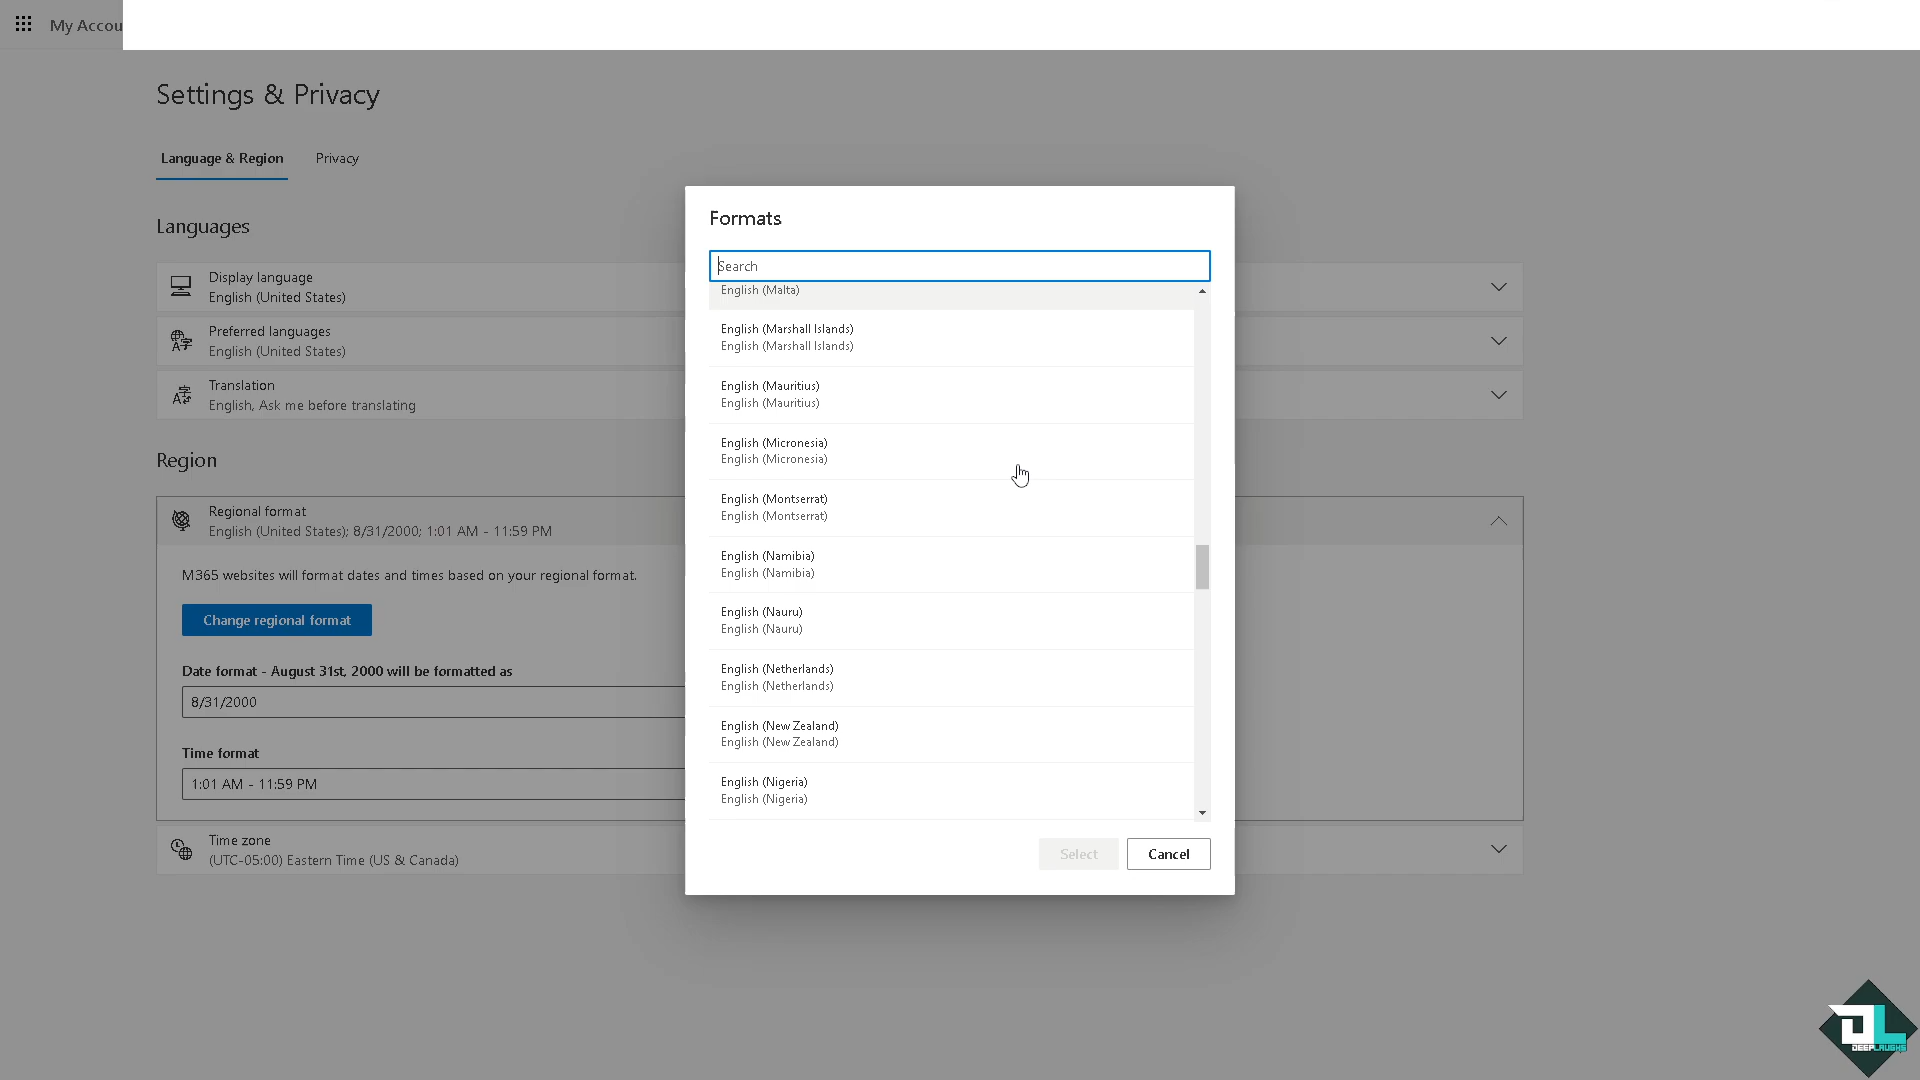 My Accou
Settings & Privacy
Language & Region
Privacy
Languages
Display language
English (United States)
Preferred languages
English (United States)
Translation
English, Ask me before translating
Region
Regional format
English (United States); 8/31/2000; 1:01 AM - 11:59 PM
M365 websites will format dates and times based on your regional format.
Change regional format
Date format - August 31st, 2000 will be formatted as
8/31/2000
Time format
1:01 AM - 11:59 PM
Time zone
(UTC-05:00) Eastern Time (US & Canada)
Formats
Search
English (Malta)
English (Marshall Islands)
English (Marshall Islands)
English (Mauritius)
English (Mauritius)
English (Micronesia)
English (Micronesia)
English (Montserrat)
English (Montserrat)
English (Namibia)
English (Namibia)
English (Nauru)
English (Nauru)
English (Netherlands)
English (Netherlands)
English (New Zealand)
English (New Zealand)
English (Nigeria)
English (Nigeria)
Select
Cancel
DL
DEEPLAUGHS